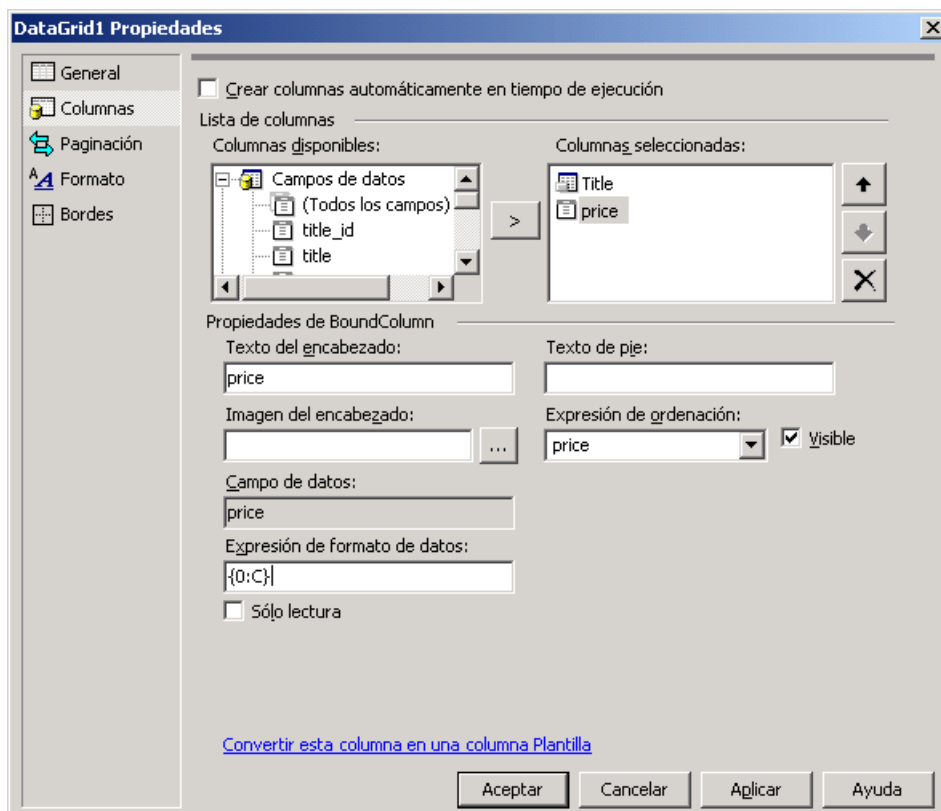 DataGrid1 Propiedades
General
Columnas
Paginación
Formato
Bordes
Crear columnas automáticamente en tiempo de ejecución
Lista de columnas
Columnas disponibles:
Campos de datos
(Todos los campos)
title_id
title
>
Columnas seleccionadas:
Title
price
Propiedades de BoundColumn
Texto del encabezado:
price
Texto de pie:
Imagen del encabezado:
...
Expresión de ordenación:
price
Visible
Campo de datos:
price
Expresión de formato de datos:
{0:C}
Sólo lectura
Convertir esta columna en una columna Plantilla
Aceptar
Cancelar
Aplicar
Ayuda